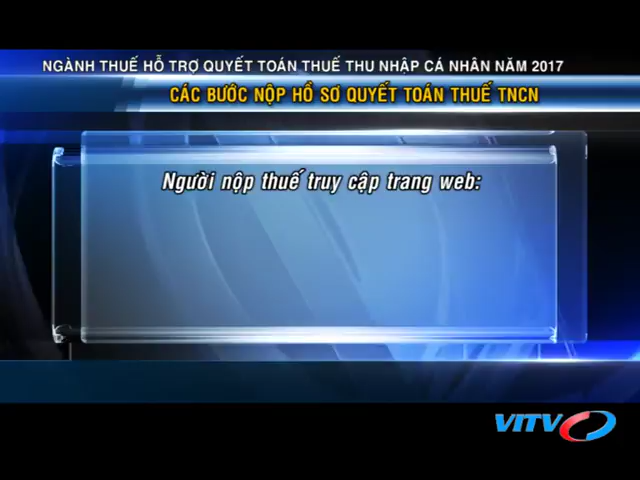 NGÀNH THUẾ HỖ TRỢ QUYẾT TOÁN THUẾ THU NHẬP CÁ NHÂN NĂM 2017
CÁC BƯỚC NỘP HỒ SƠ QUYẾT TOÁN THUẾ TNCN
Người nộp thuế truy cập trang web:
VITV